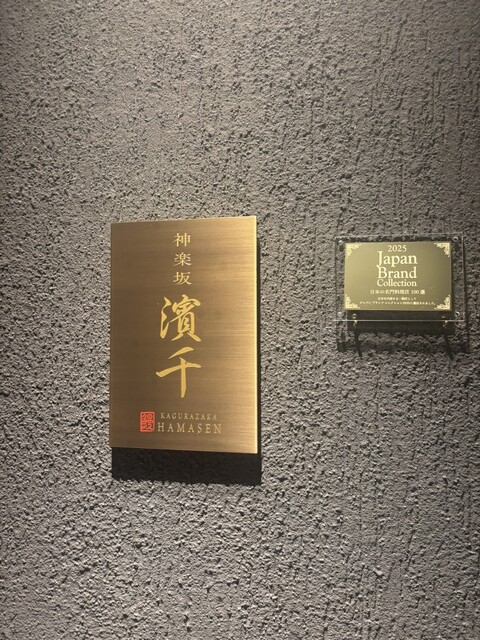 神楽坂
濱千
KAGURAZAKA
HAMASEN
2025
Japan
Brand
Collection
日本の名門料理店 100 選